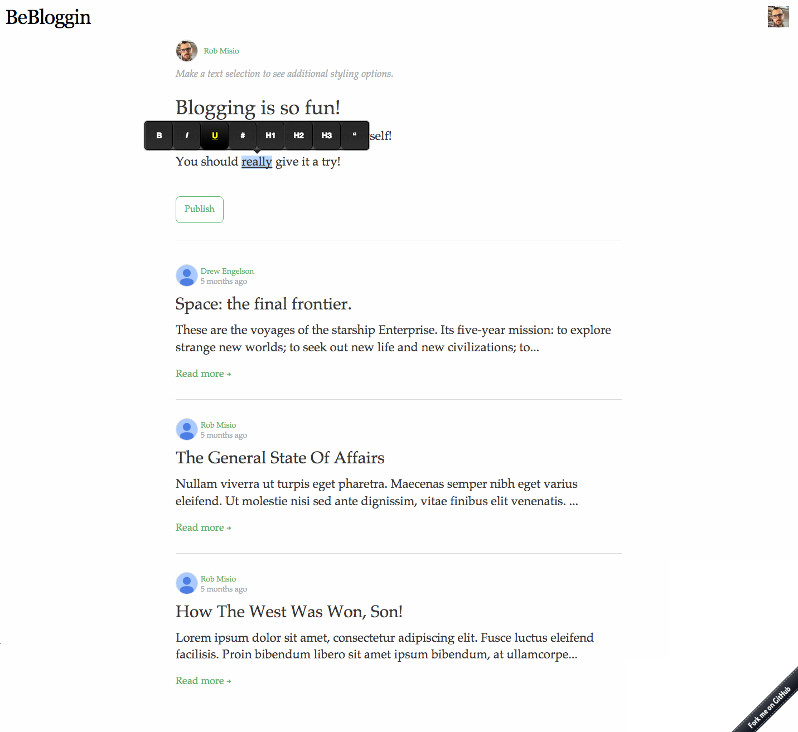 BeBloggin
Rob Misio
Make a text selection to see additional styling options.
Blogging is so fun!
B I U # H1 H2 H3 “
self!
You should really give it a try!
Publish
Drew Engelson
5 months ago
Space: the final frontier.
These are the voyages of the starship Enterprise. Its five-year mission: to explore
strange new worlds; to seek out new life and new civilizations; to...
Read more →
Rob Misio
5 months ago
The General State Of Affairs
Nullam viverra ut turpis eget pharetra. Maecenas semper nibh eget varius
eleifend. Ut molestie nisi sed ante dignissim, vitae finibus elit venenatis. ...
Read more →
Rob Misio
5 months ago
How The West Was Won, Son!
Lorem ipsum dolor sit amet, consectetur adipiscing elit. Fusce luctus eleifend
facilisis. Proin bibendum libero sit amet ipsum bibendum, at ullamcorpe...
Read more →
Fork me on GitHub